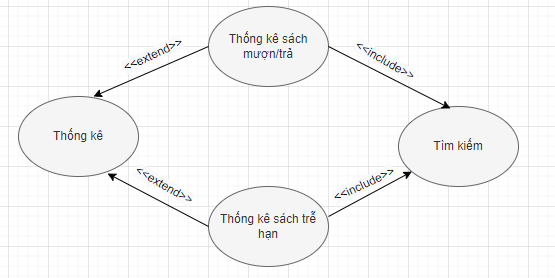 Thống kê sách
mượn/trả
<<extend>>
<<include>>
Thống kê
Tìm kiếm
<<extend>>
<<include>>
Thống kê sách trễ
hạn